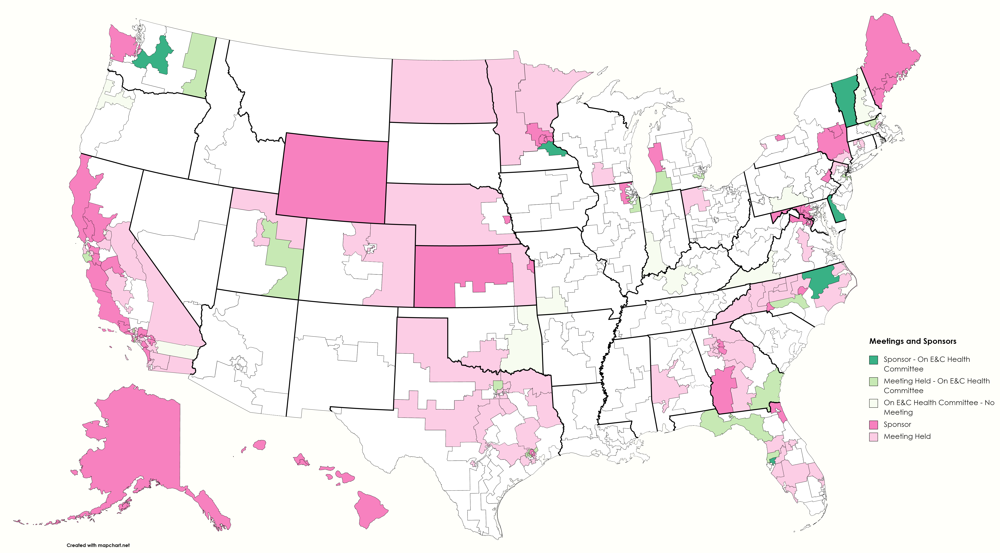 Meetings and Sponsors
Sponsor - On E&C Health
Committee
Meeting Held - On E&C Health
Committee
On E&C Health Committee - No
Meeting
Sponsor
Meeting Held
Created with mapchart.net